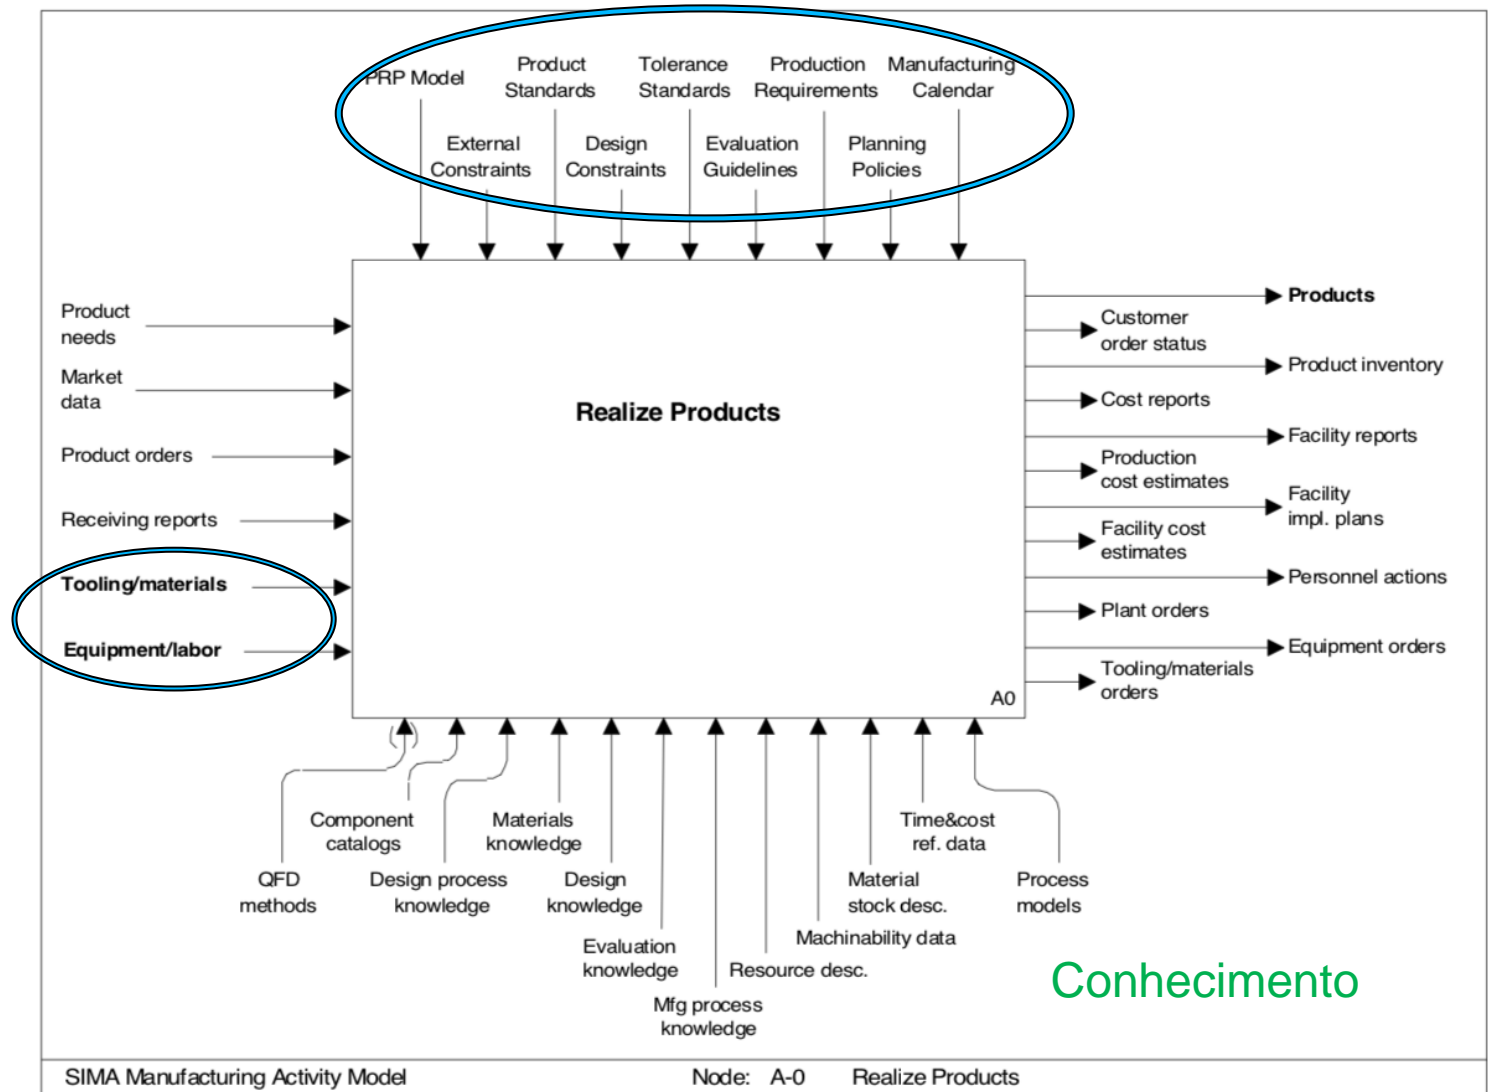 PRP Model
Product
Standards
Tolerance
Standards
Production
Requirements
Manufacturing
Calendar
External
Constraints
Design
Constraints
Evaluation
Guidelines
Planning
Policies
Product
needs
Market
data
Product orders
Receiving reports
Tooling/materials
Equipment/labor
Realize Products
A0
Products
Customer
order status
Product inventory
Cost reports
Facility reports
Production
cost estimates
Facility
impl. plans
Facility cost
estimates
Personnel actions
Plant orders
Equipment orders
Tooling/materials
orders
Component
catalogs
Materials
knowledge
Time&cost
ref. data
QFD
methods
Design process
knowledge
Design
knowledge
Material
stock desc.
Process
models
Evaluation
knowledge
Machinability data
Resource desc.
Mfg process
knowledge
Conhecimento
SIMA Manufacturing Activity Model
Node: A-0 Realize Products